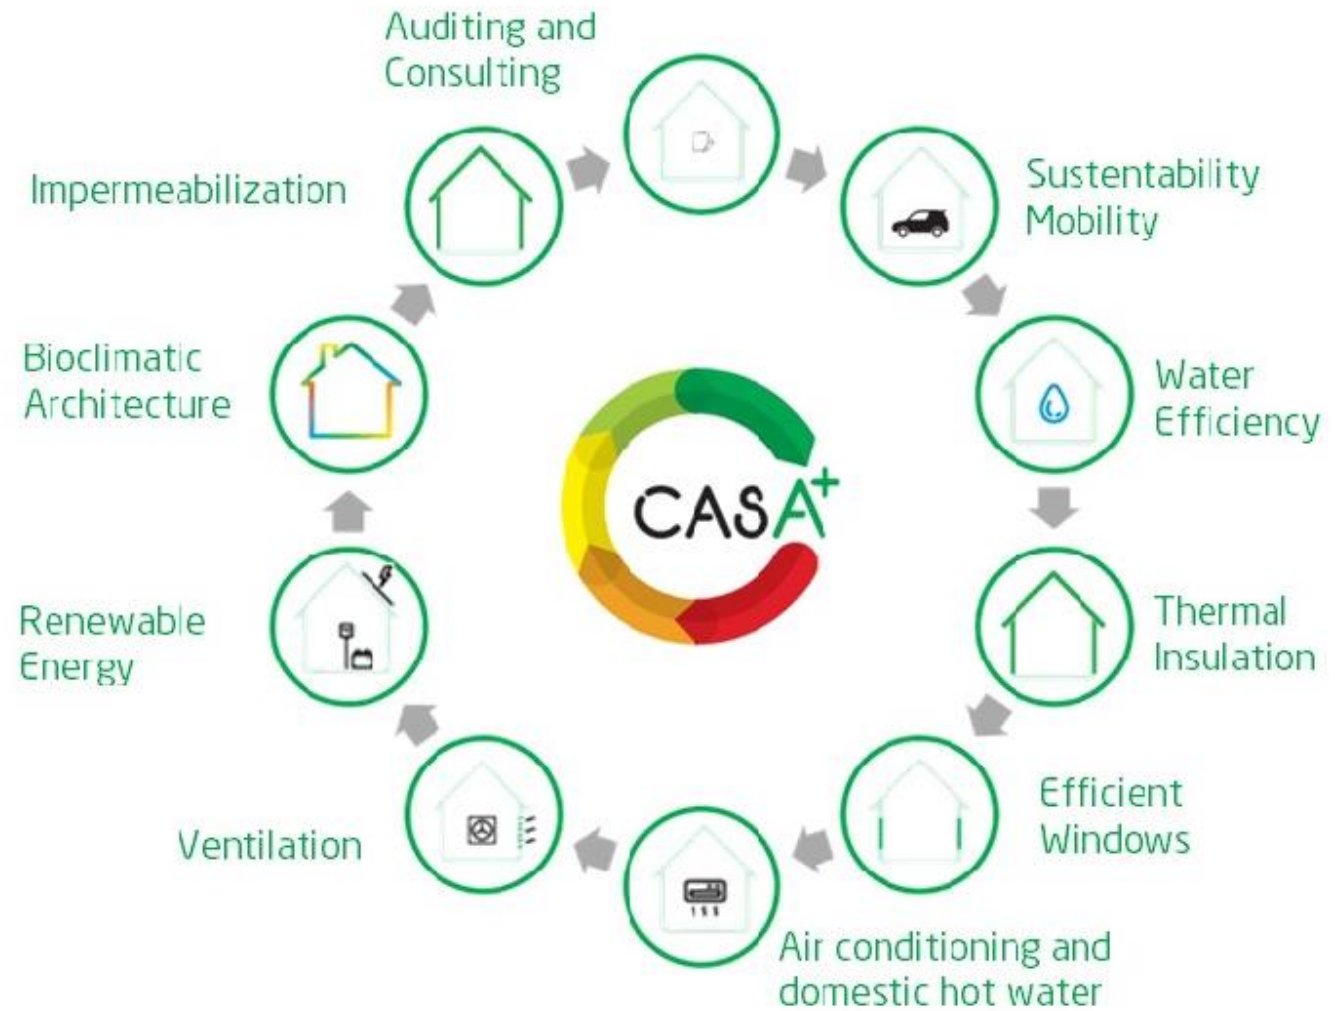 Auditing and
Consulting
Sustentability
Mobility
Water
Efficiency
Thermal
Insulation
Efficient
Windows
Air conditioning and
domestic hot water
Ventilation
Renewable
Energy
Bioclimatic
Architecture
Impermeabilization
CASA+